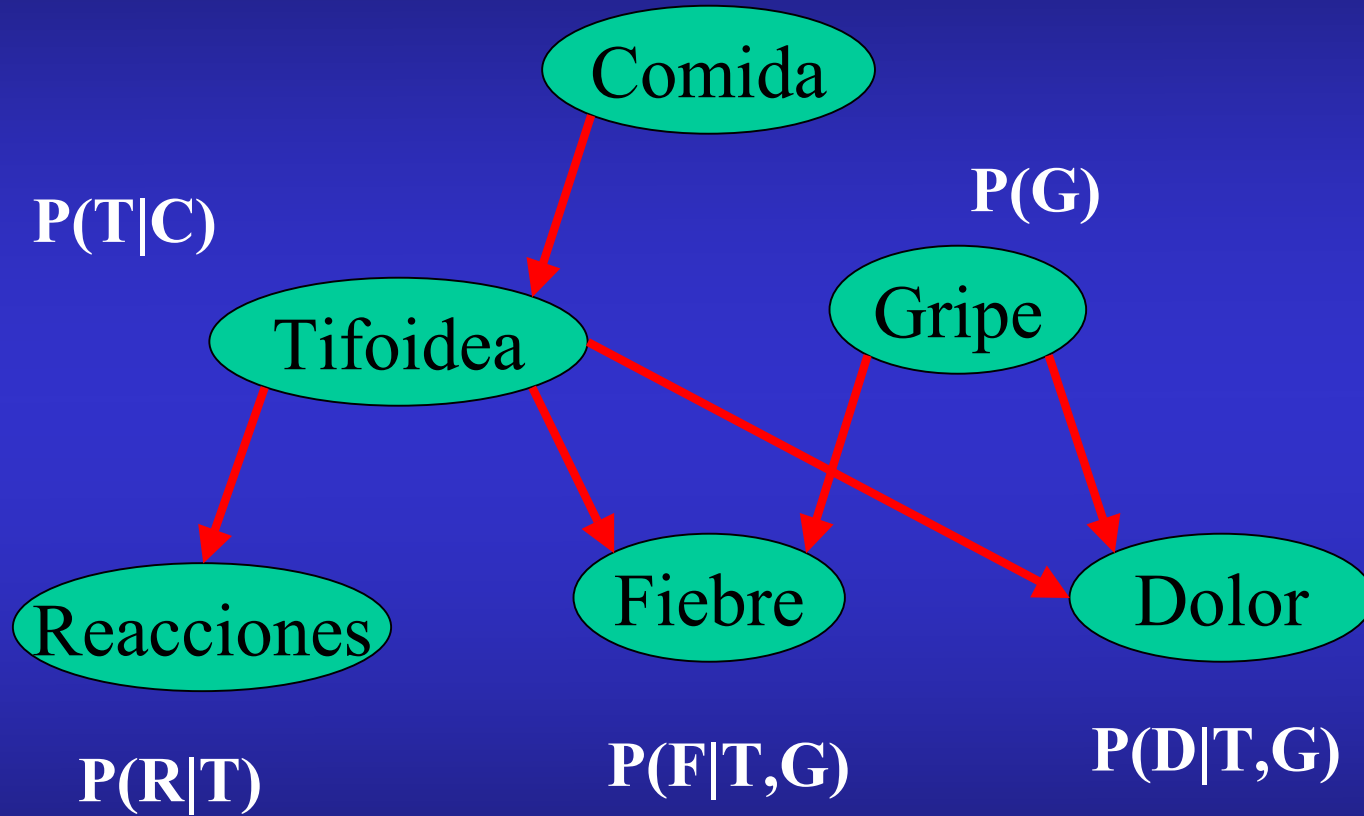 Comida
P(G)
P(T|C)
Gripe
Tifoidea
Fiebre
Dolor
Reacciones
P(D|T,G)
P(F|T,G)
P(R|T)